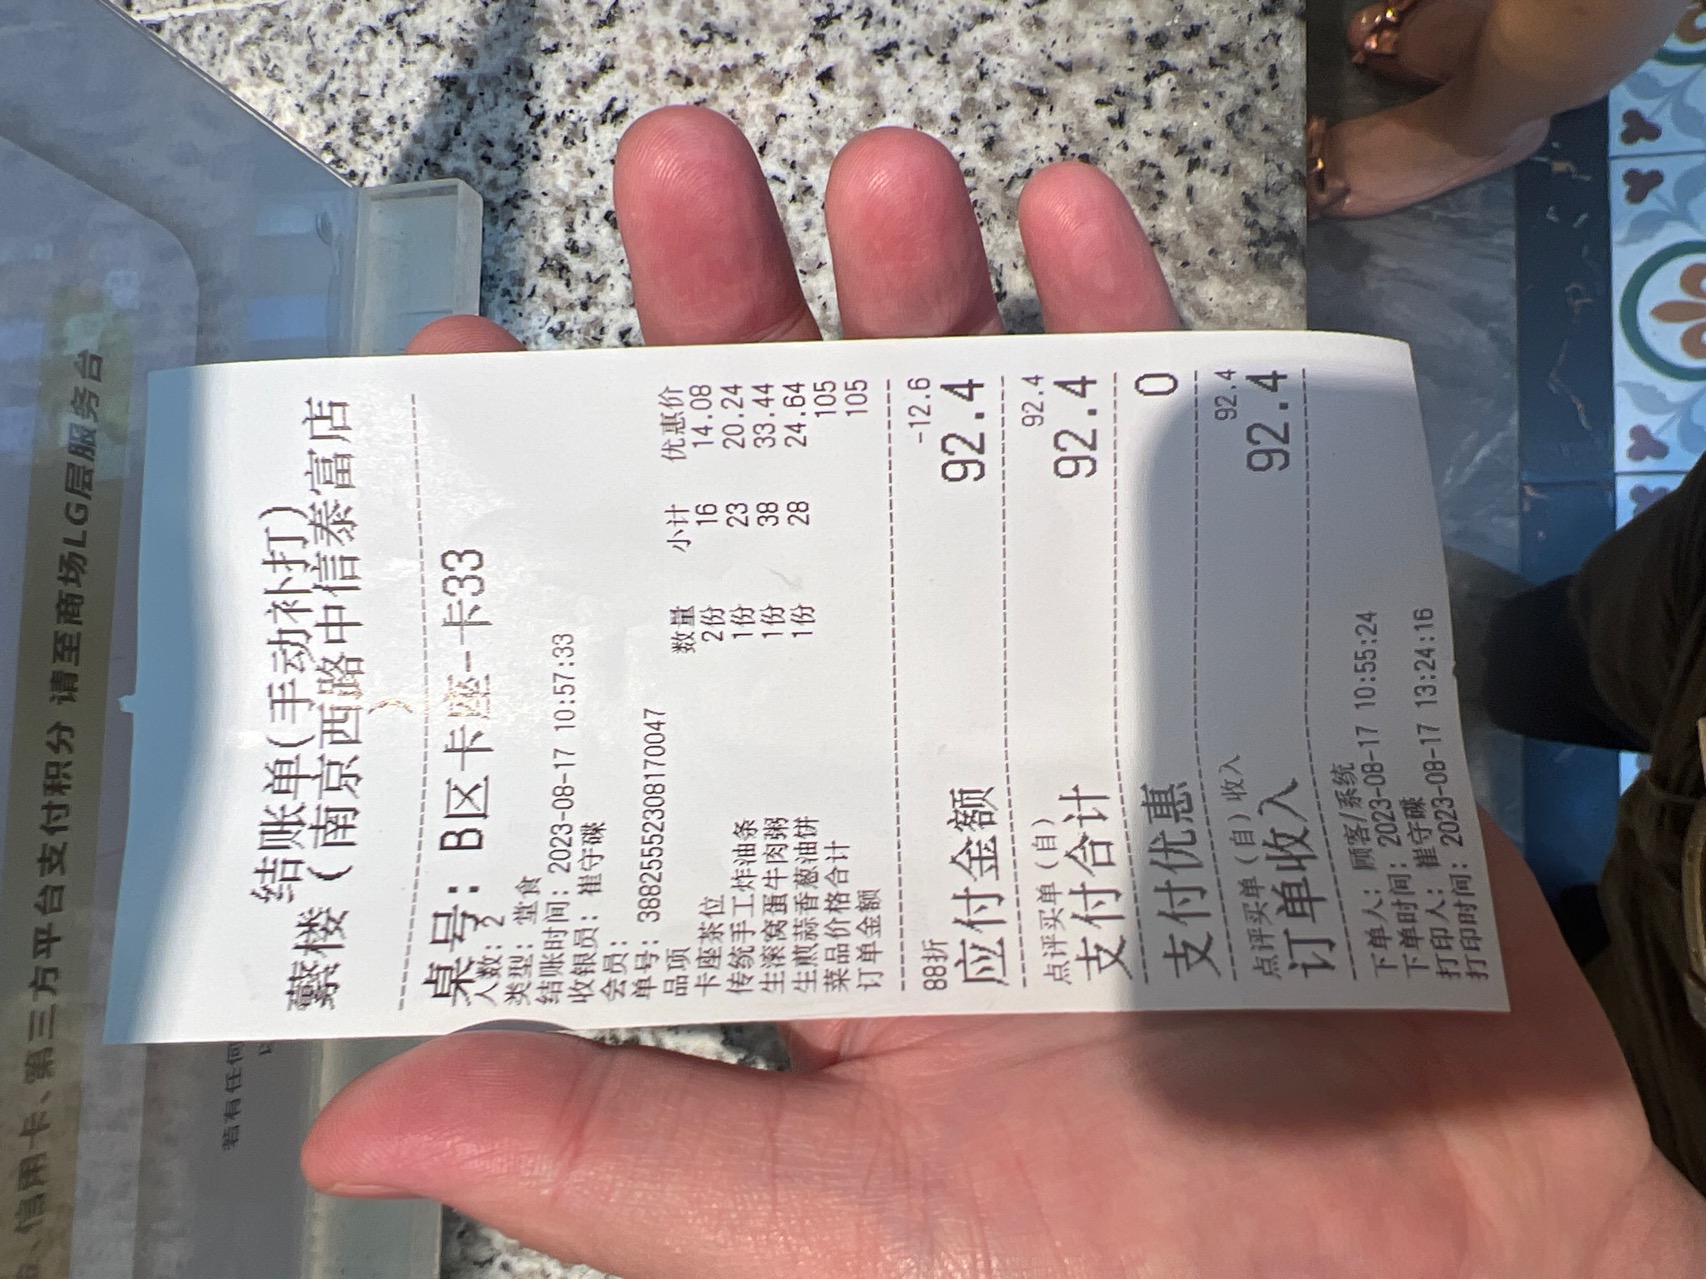 结账单(手动补打)
蘩楼（南京西路中信泰富店
桌号：B区卡座--卡33
人数：2
类型：堂食
结账时间：2023-08-17 10:57:33
收银员：崔守碟
会员：
单号：3882555230817​0047
品项 数量 小计 优惠价
卡座茶位 2份 16 14.08
传统手工炸油条 1份 23 20.24
生滚窝蛋牛肉粥 1份 38 33.44
生煎蒜香葱油饼 1份 28 24.64
菜品价格合计 105
订单金额 105
88折 -12.6
应付金额 92.4
点评买单（自） 92.4
支付合计 92.4
支付优惠 0
点评买单（自）收入 92.4
订单收入 92.4
下单人：顾客/系统
下单时间：2023-08-17 10:55:24
打印人：崔守碟
打印时间：2023-08-17 13:24:16
、信用卡、第三方平台支付积分 请至商场LG层服务台
若有任何